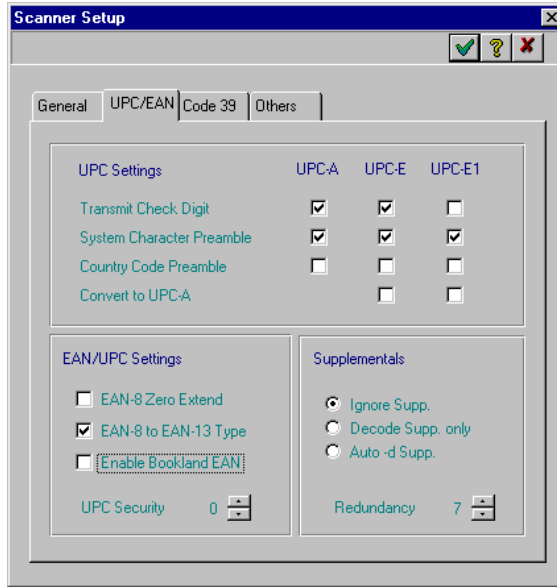 Scanner Setup
General UPC/EAN Code 39 Others
UPC Settings UPC-A UPC-E UPC-E1
Transmit Check Digit
System Character Preamble
Country Code Preamble
Convert to UPC-A
EAN/UPC Settings
EAN-8 Zero Extend
EAN-8 to EAN-13 Type
Enable Bookland EAN
UPC Security 0
Supplementals
Ignore Supp.
Decode Supp. only
Auto -d Supp.
Redundancy 7